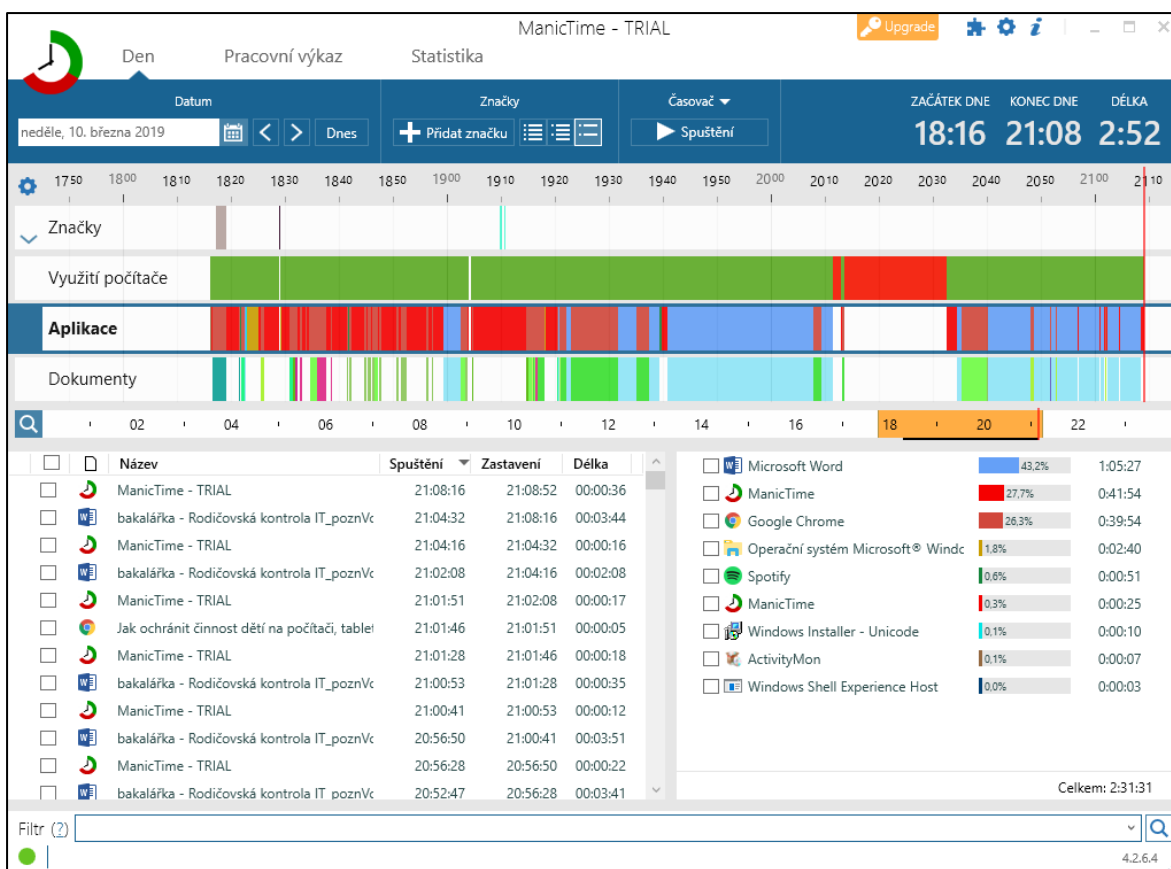 ManicTime - TRIAL
Upgrade
Den Pracovní výkaz Statistika
Datum Značky Časovač ZAČÁTEK DNE KONEC DNE DÉLKA
neděle, 10. března 2019 Dnes Přidat značku Spuštění 18:16 21:08 2:52
1750 1800 1810 1820 1830 1840 1850 1900 1910 1920 1930 1940 1950 2000 2010 2020 2030 2040 2050 2100 2110
Značky
Využití počítače
Aplikace
Dokumenty
02 04 06 08 10 12 14 16 18 20 22
Název Spuštění Zastavení Délka
ManicTime - TRIAL 21:08:16 21:08:52 00:00:36
bakalářka - Rodičovská kontrola IT_poznVc 21:04:32 21:08:16 00:03:44
ManicTime - TRIAL 21:04:16 21:04:32 00:00:16
bakalářka - Rodičovská kontrola IT_poznVc 21:02:08 21:04:16 00:02:08
ManicTime - TRIAL 21:01:51 21:02:08 00:00:17
Jak ochránit činnost dětí na počítači, tablet 21:01:46 21:01:51 00:00:05
ManicTime - TRIAL 21:01:28 21:01:46 00:00:18
bakalářka - Rodičovská kontrola IT_poznVc 21:00:53 21:01:28 00:00:35
ManicTime - TRIAL 21:00:41 21:00:53 00:00:12
bakalářka - Rodičovská kontrola IT_poznVc 20:56:50 21:00:41 00:03:51
ManicTime - TRIAL 20:56:28 20:56:50 00:00:22
bakalářka - Rodičovská kontrola IT_poznVc 20:52:47 20:56:28 00:03:41
Microsoft Word 43,2% 1:05:27
ManicTime 27,7% 0:41:54
Google Chrome 26,3% 0:39:54
Operační systém Microsoft® Windc 1,8% 0:02:40
Spotify 0,6% 0:00:51
ManicTime 0,3% 0:00:25
Windows Installer - Unicode 0,1% 0:00:10
ActivityMon 0,1% 0:00:07
Windows Shell Experience Host 0,0% 0:00:03
Celkem: 2:31:31
Filtr (?)
4.2.6.4